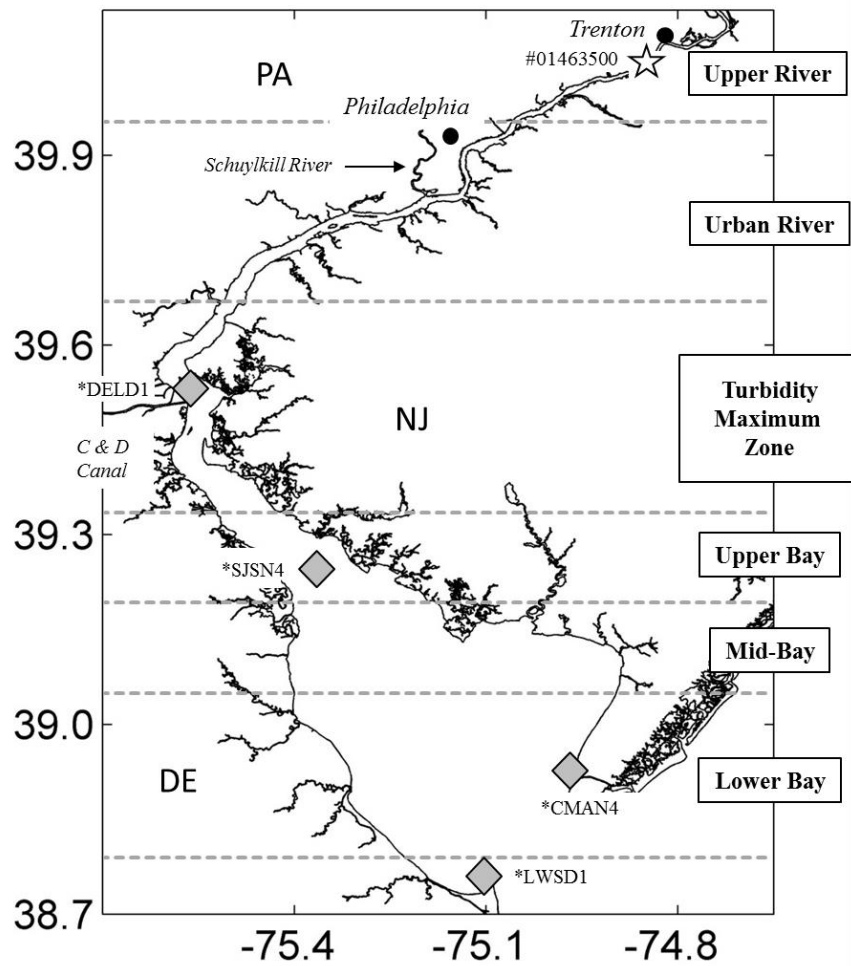 Trenton
#01463500
Upper River
PA
Philadelphia
39.9
Schuylkill River
Urban River
39.6
*DELD1
Turbidity
Maximum
Zone
NJ
C & D
Canal
39.3
*SJSN4
Upper Bay
Mid-Bay
39.0
DE
Lower Bay
*CMAN4
*LWSD1
38.7
-75.4
-75.1
-74.8